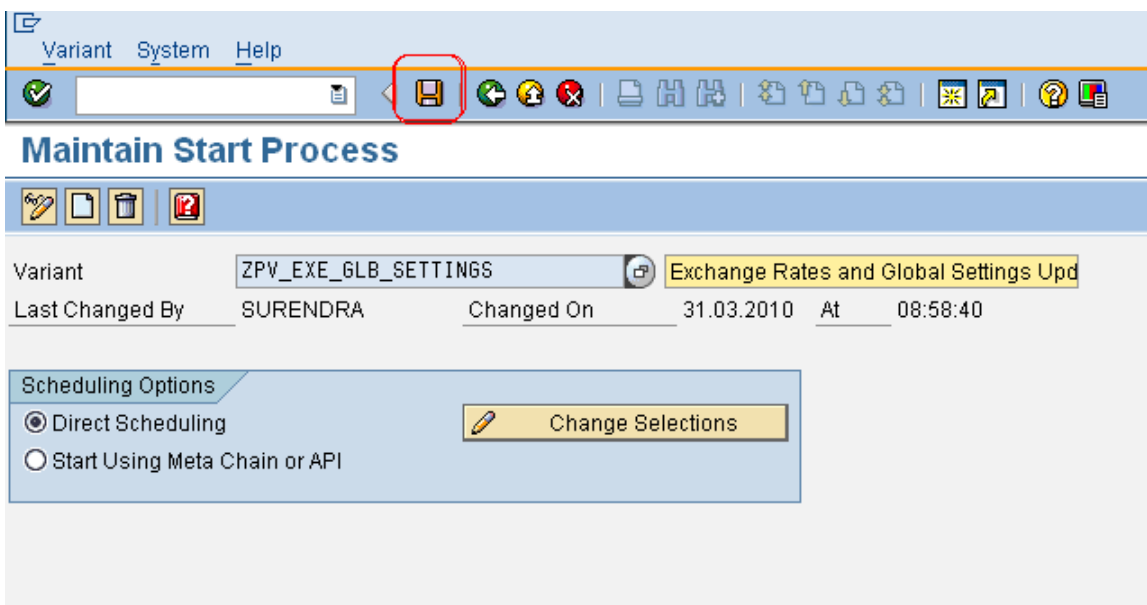 Variant System Help
Maintain Start Process
Variant ZPV_EXE_GLB_SETTINGS Exchange Rates and Global Settings Upd
Last Changed By SURENDRA Changed On 31.03.2010 At 08:58:40
Scheduling Options
Direct Scheduling Change Selections
Start Using Meta Chain or API